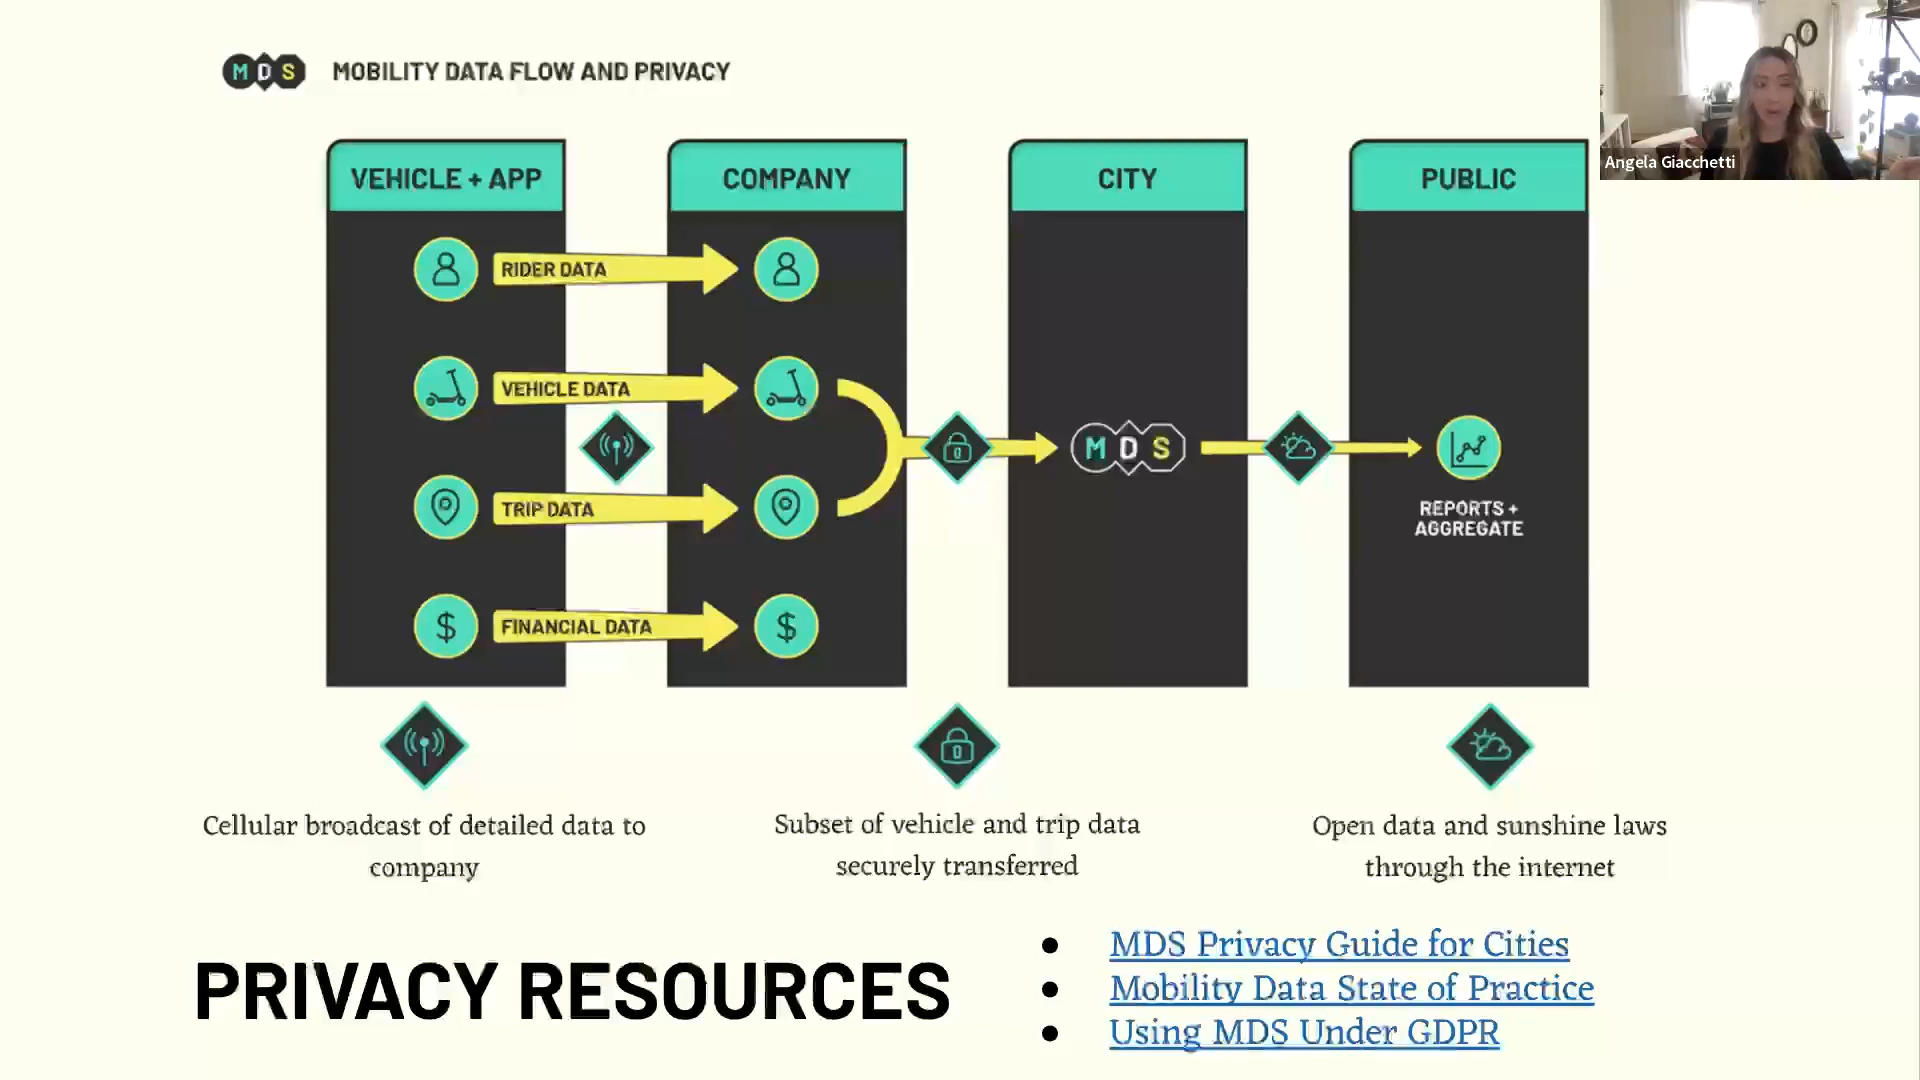 MDS MOBILITY DATA FLOW AND PRIVACY
Angela Giacchetti
VEHICLE + APP
COMPANY
CITY
PUBLIC
RIDER DATA
VEHICLE DATA
TRIP DATA
FINANCIAL DATA
$
$
MDS
REPORTS +
AGGREGATE
Cellular broadcast of detailed data to
company
Subset of vehicle and trip data
securely transferred
Open data and sunshine laws
through the internet
PRIVACY RESOURCES
• MDS Privacy Guide for Cities
• Mobility Data State of Practice
• Using MDS Under GDPR